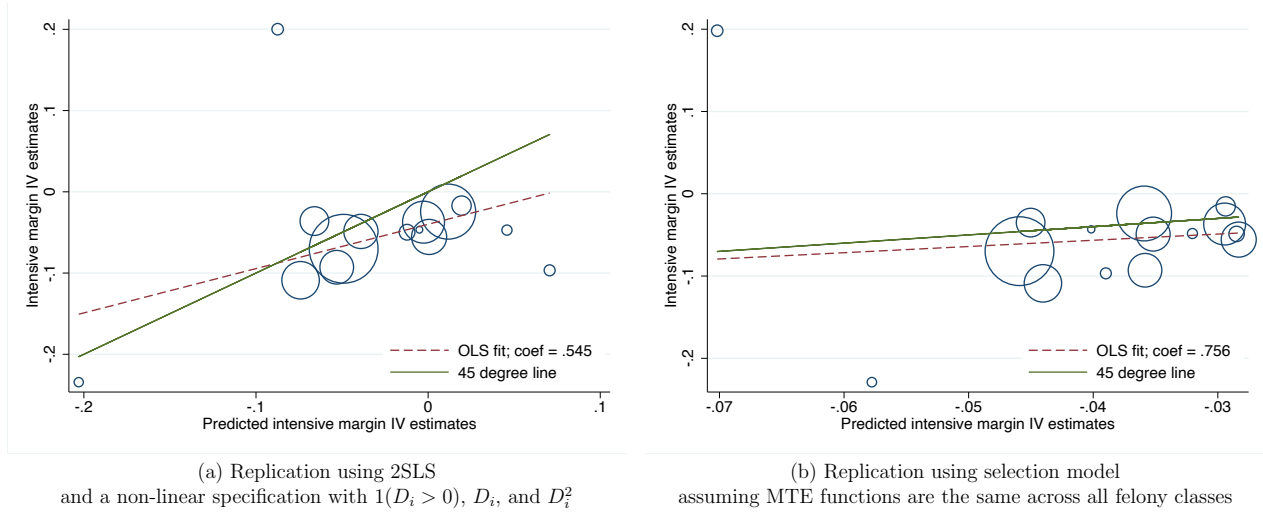 Intensive margin IV estimates
.2
.1
0
-.1
-.2
OLS fit; coef = .545
45 degree line
-.2
-.1
0
.1
Predicted intensive margin IV estimates
(a) Replication using 2SLS
and a non-linear specification with 1(D_i > 0), D_i, and D_i^2
Intensive margin IV estimates
.2
.1
0
-.1
-.2
OLS fit; coef = .756
45 degree line
-.07
-.06
-.05
-.04
-.03
Predicted intensive margin IV estimates
(b) Replication using selection model
assuming MTE functions are the same across all felony classes